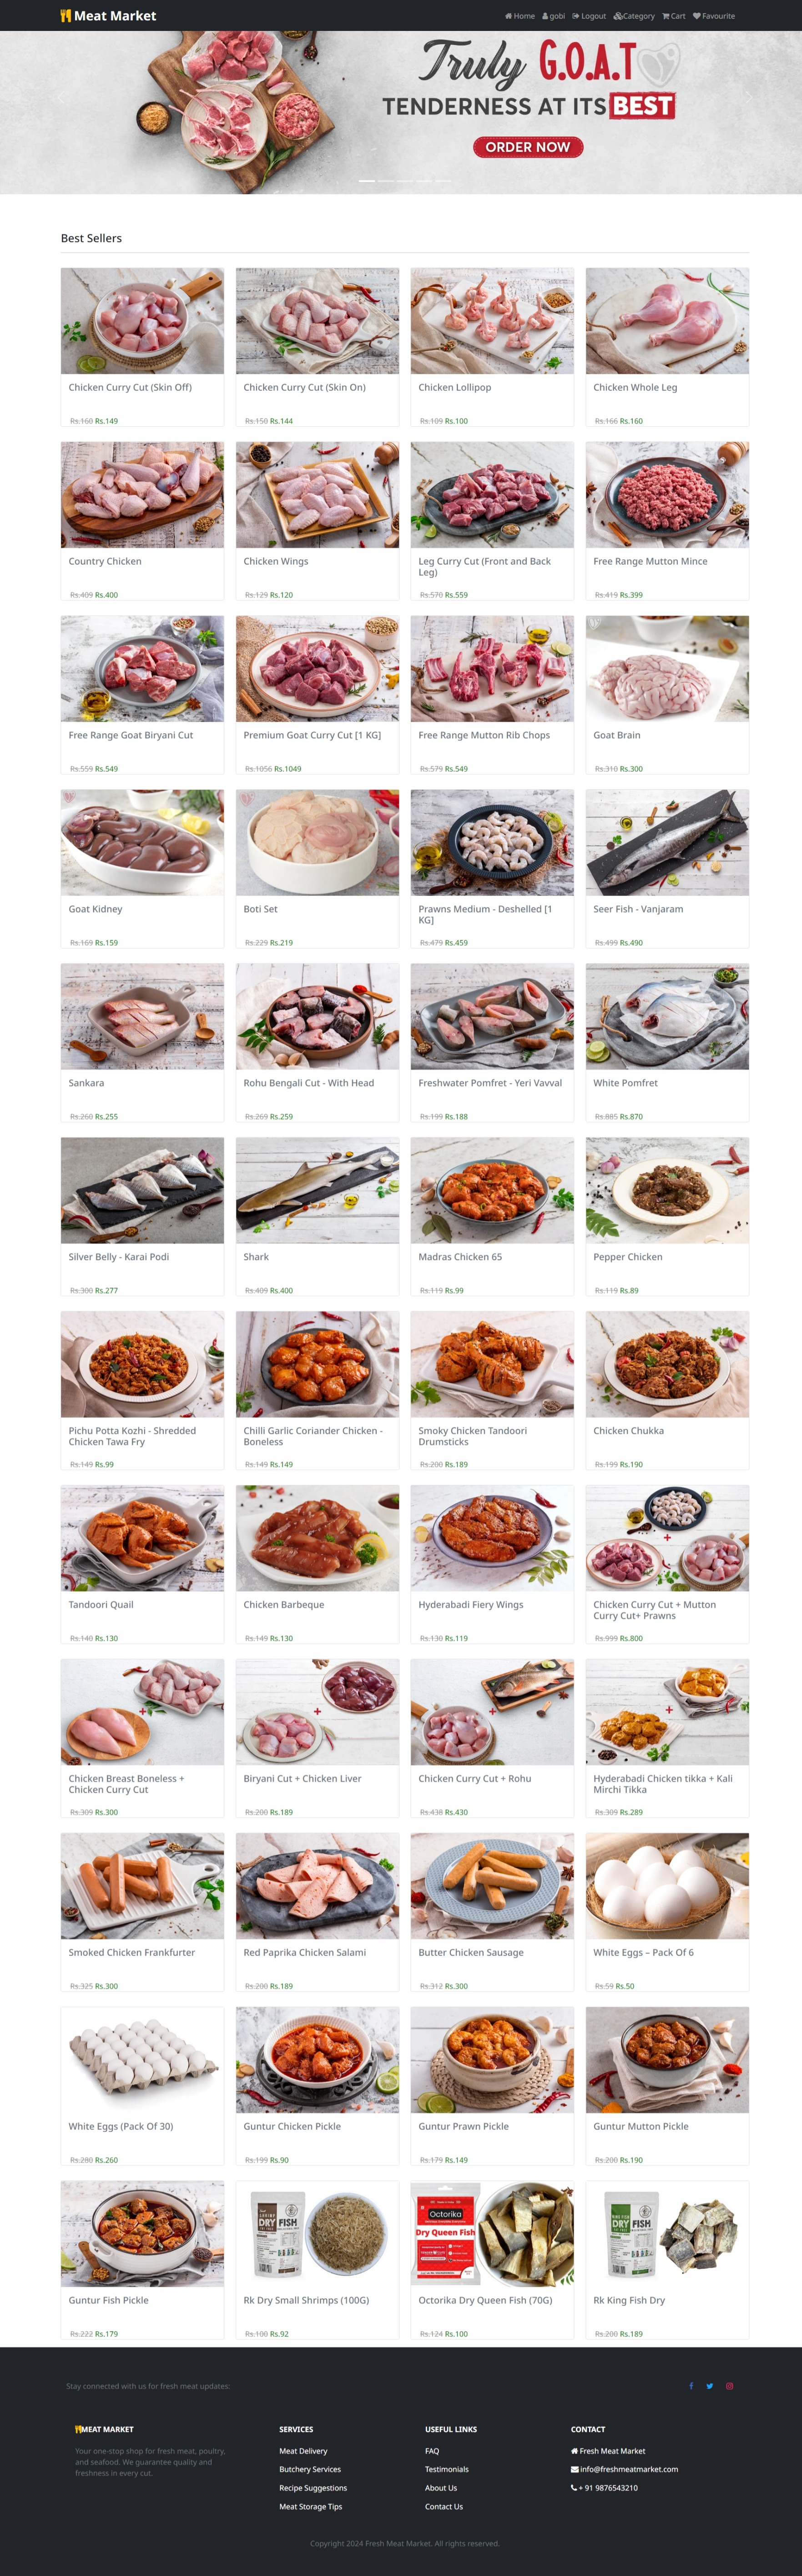 Meat Market
Home gobi Logout Category Cart Favourite
Truly G.O.A.T
TENDERNESS AT ITS BEST
ORDER NOW
Best Sellers
Chicken Curry Cut (Skin Off)
Rs.160 Rs.149
Chicken Curry Cut (Skin On)
Rs.150 Rs.144
Chicken Lollipop
Rs.109 Rs.100
Chicken Whole Leg
Rs.166 Rs.160
Country Chicken
Rs.409 Rs.400
Chicken Wings
Rs.129 Rs.120
Leg Curry Cut (Front and Back
Leg)
Rs.570 Rs.559
Free Range Mutton Mince
Rs.419 Rs.399
Free Range Goat Biryani Cut
Rs.559 Rs.549
Premium Goat Curry Cut [1 KG]
Rs.1056 Rs.1049
Free Range Mutton Rib Chops
Rs.579 Rs.549
Goat Brain
Rs.310 Rs.300
Goat Kidney
Rs.169 Rs.159
Boti Set
Rs.229 Rs.219
Prawns Medium - Deshelled [1
KG]
Rs.479 Rs.459
Seer Fish - Vanjaram
Rs.499 Rs.490
Sankara
Rs.260 Rs.255
Rohu Bengali Cut - With Head
Rs.269 Rs.259
Freshwater Pomfret - Yeri Vavval
Rs.199 Rs.188
White Pomfret
Rs.885 Rs.870
Silver Belly - Karai Podi
Rs.300 Rs.277
Shark
Rs.409 Rs.400
Madras Chicken 65
Rs.119 Rs.99
Pepper Chicken
Rs.119 Rs.89
Pichu Potta Kozhi - Shredded
Chicken Tawa Fry
Rs.149 Rs.99
Chilli Garlic Coriander Chicken -
Boneless
Rs.149 Rs.149
Smoky Chicken Tandoori
Drumsticks
Rs.200 Rs.189
Chicken Chukka
Rs.199 Rs.190
Tandoori Quail
Rs.140 Rs.130
Chicken Barbeque
Rs.149 Rs.130
Hyderabadi Fiery Wings
Rs.130 Rs.119
Chicken Curry Cut + Mutton
Curry Cut+ Prawns
Rs.999 Rs.800
Chicken Breast Boneless +
Chicken Curry Cut
Rs.309 Rs.300
Biryani Cut + Chicken Liver
Rs.200 Rs.189
Chicken Curry Cut + Rohu
Rs.438 Rs.430
Hyderabadi Chicken tikka + Kali
Mirchi Tikka
Rs.309 Rs.289
Smoked Chicken Frankfurter
Rs.325 Rs.300
Red Paprika Chicken Salami
Rs.200 Rs.189
Butter Chicken Sausage
Rs.312 Rs.300
White Eggs – Pack Of 6
Rs.59 Rs.50
White Eggs (Pack Of 30)
Rs.280 Rs.260
Guntur Chicken Pickle
Rs.199 Rs.90
Guntur Prawn Pickle
Rs.179 Rs.149
Guntur Mutton Pickle
Rs.200 Rs.190
Guntur Fish Pickle
Rs.222 Rs.179
SHRIMP
DRY FISH
Rk Dry Small Shrimps (100G)
Rs.100 Rs.92
Octorika
Dry Queen Fish
Octorika Dry Queen Fish (70G)
Rs.124 Rs.100
KING FISH
DRY FISH
Rk King Fish Dry
Rs.200 Rs.189
Stay connected with us for fresh meat updates:
MEAT MARKET
Your one-stop shop for fresh meat, poultry,
and seafood. We guarantee quality and
freshness in every cut.
SERVICES
Meat Delivery
Butchery Services
Recipe Suggestions
Meat Storage Tips
USEFUL LINKS
FAQ
Testimonials
About Us
Contact Us
CONTACT
Fresh Meat Market
info@freshmeatmarket.com
+ 91 9876543210
Copyright 2024 Fresh Meat Market. All rights reserved.